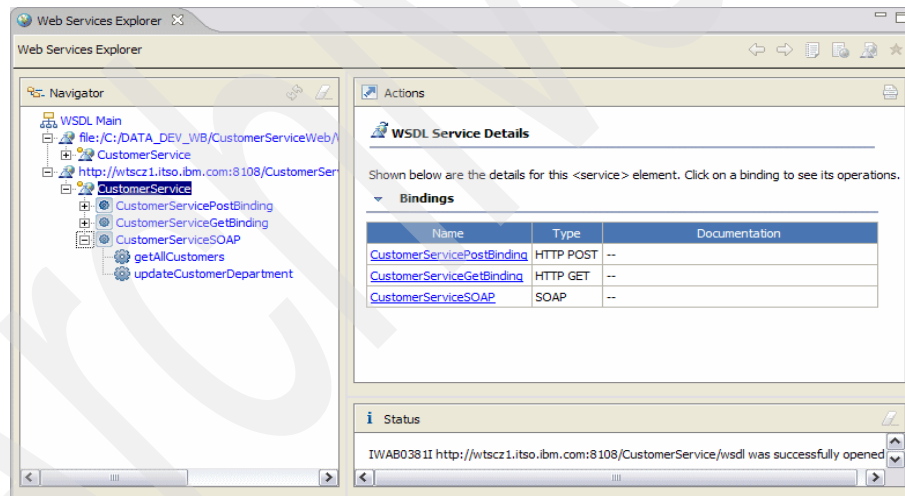 Web Services Explorer
Web Services Explorer
Navigator
WSDL Main
file:/C:/DATA_DEV_WB/CustomerServiceWeb/
CustomerService
http://wtscz1.itso.ibm.com:8108/CustomerSer
CustomerService
CustomerServicePostBinding
CustomerServiceGetBinding
CustomerServiceSOAP
getAllCustomers
updateCustomerDepartment
Actions
WSDL Service Details
Shown below are the details for this <service> element. Click on a binding to see its operations.
Bindings
Name Type Documentation
CustomerServicePostBinding HTTP POST --
CustomerServiceGetBinding HTTP GET --
CustomerServiceSOAP SOAP --
i Status
IWAB0381I http://wtscz1.itso.ibm.com:8108/CustomerService/wsdl was successfully opened